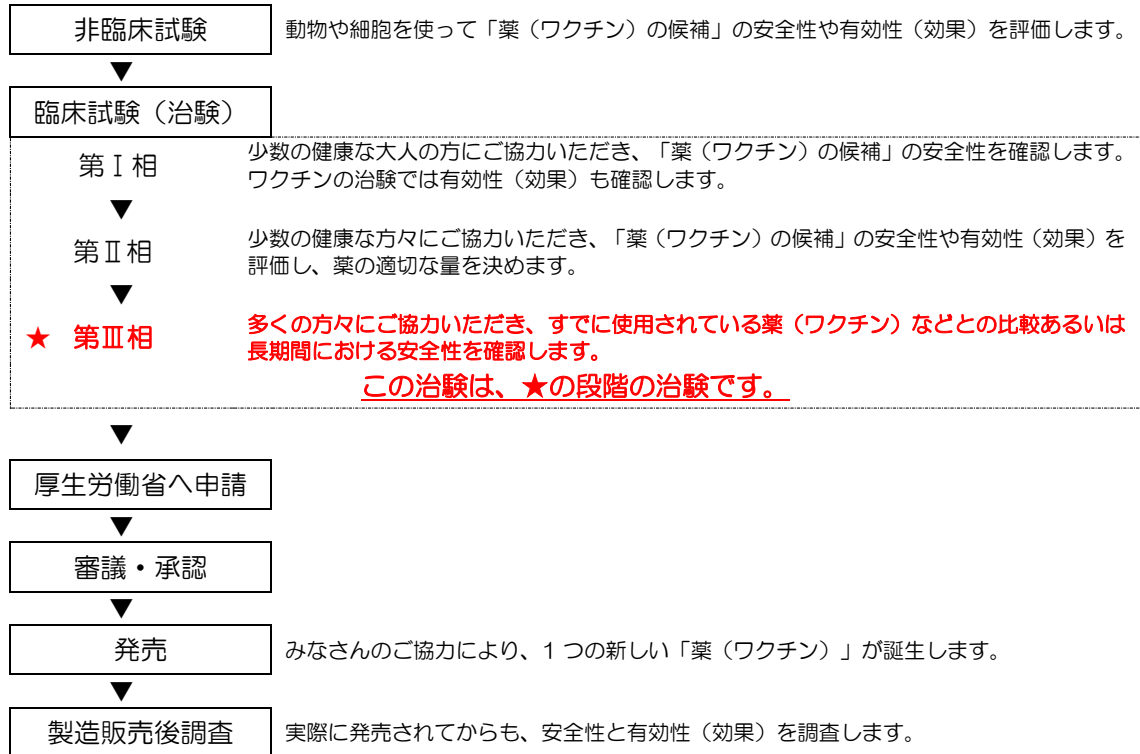 非臨床試験
動物や細胞を使って「薬（ワクチン）の候補」の安全性や有効性（効果）を評価します。
▼
臨床試験（治験）
第Ⅰ相
少数の健康な大人の方にご協力いただき、「薬（ワクチン）の候補」の安全性を確認します。
ワクチンの治験では有効性（効果）も確認します。
▼
第Ⅱ相
少数の健康な方々にご協力いただき、「薬（ワクチン）の候補」の安全性や有効性（効果）を
評価し、薬の適切な量を決めます。
▼
★ 第Ⅲ相
多くの方々にご協力いただき、すでに使用されている薬（ワクチン）などとの比較あるいは
長期間における安全性を確認します。
この治験は、★の段階の治験です。
▼
厚生労働省へ申請
▼
審議・承認
▼
発売
みなさんのご協力により、1 つの新しい「薬（ワクチン）」が誕生します。
▼
製造販売後調査
実際に発売されてからも、安全性と有効性（効果）を調査します。